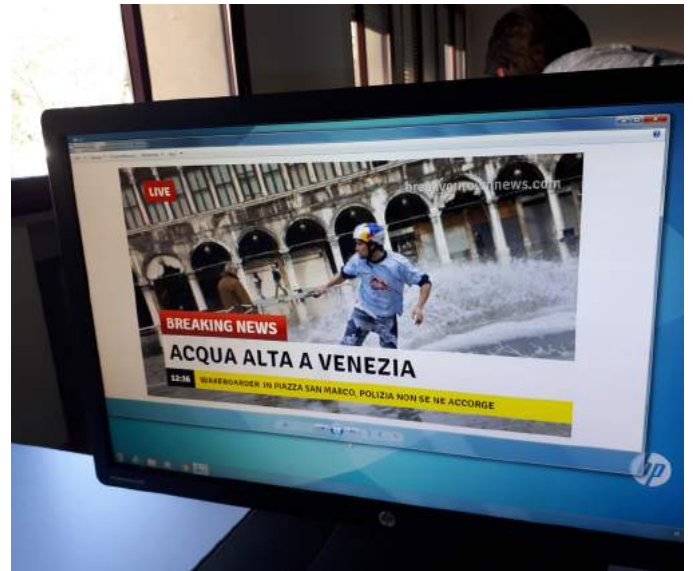 LIVE
breakyourownnews.com
BREAKING NEWS
ACQUA ALTA A VENEZIA
12:36
WAKEBOARDER IN PIAZZA SAN MARCO, POLIZIA NON SE NE ACCORGE
hp